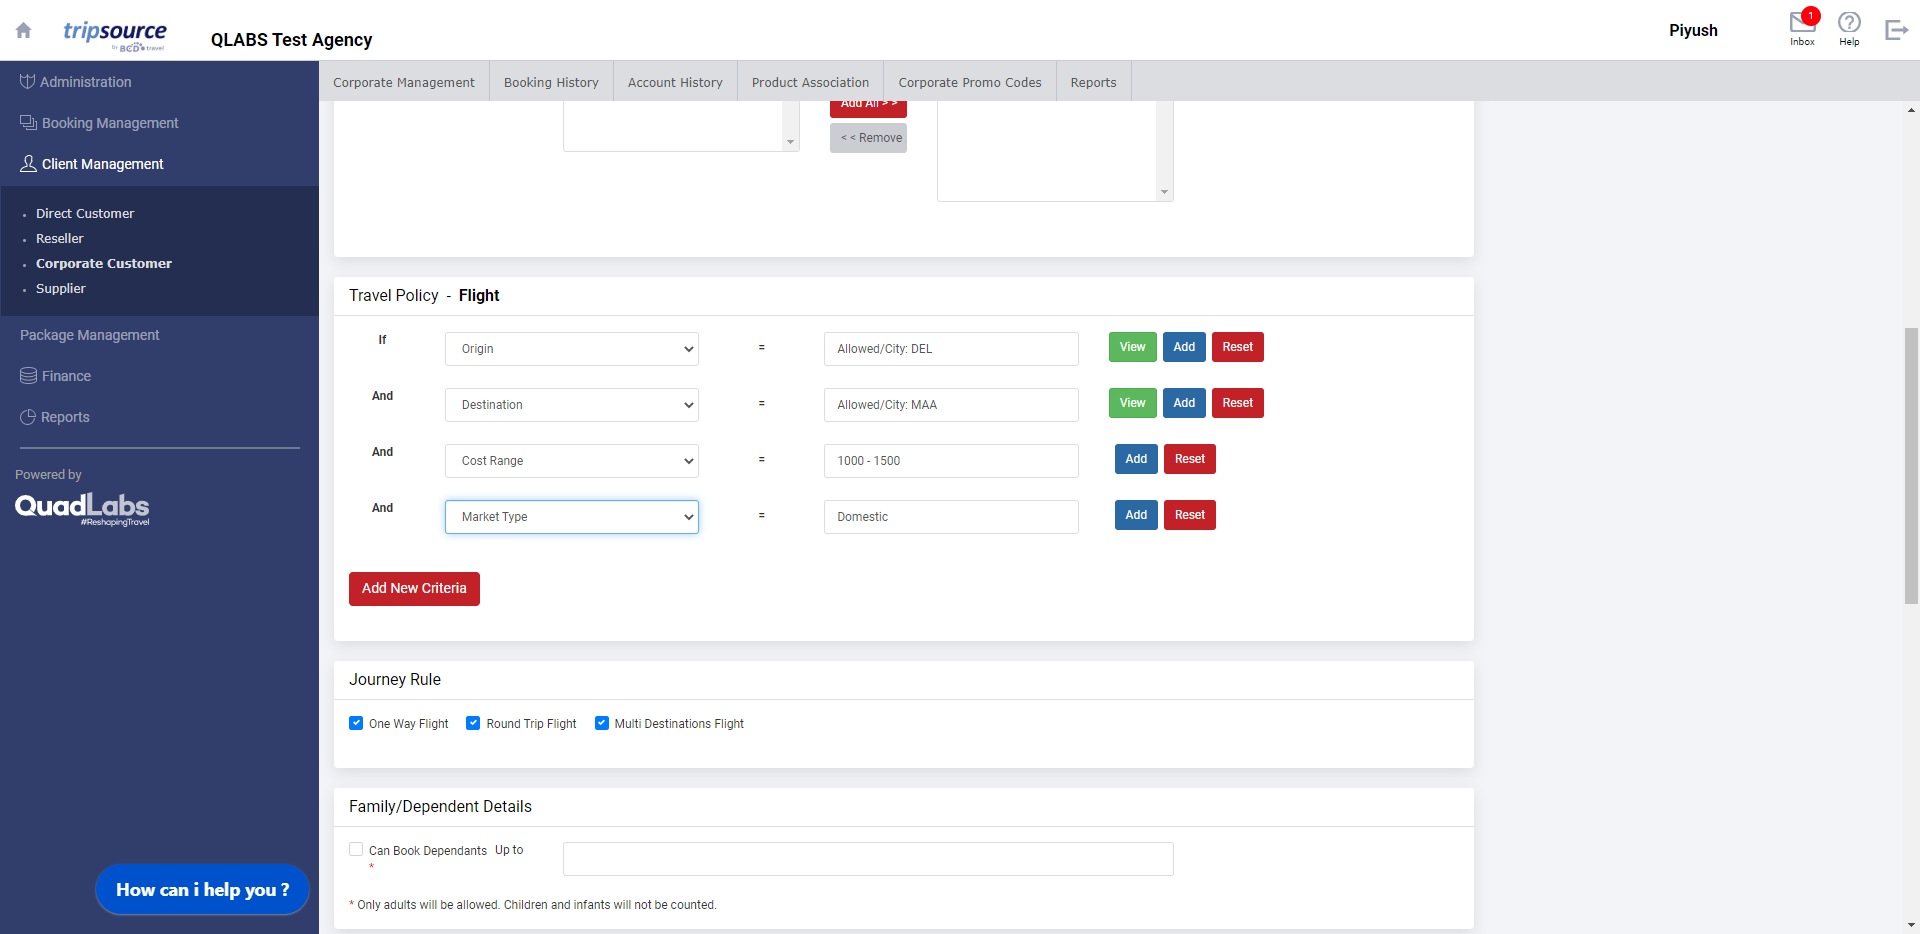 tripsource
by BCD travel
QLABS Test Agency
Piyush
1
Inbox
Help
Administration
Booking Management
Client Management
Direct Customer
Reseller
Corporate Customer
Supplier
Package Management
Finance
Reports
Powered by
QuadLabs
#ReshapingTravel
How can i help you ?
Corporate Management
Booking History
Account History
Product Association
Corporate Promo Codes
Reports
Add All > >
< < Remove
Travel Policy - Flight
If Origin = Allowed/City: DEL View Add Reset
And Destination = Allowed/City: MAA View Add Reset
And Cost Range = 1000 - 1500 Add Reset
And Market Type = Domestic Add Reset
Add New Criteria
Journey Rule
One Way Flight Round Trip Flight Multi Destinations Flight
Family/Dependent Details
Can Book Dependants Up to
*
* Only adults will be allowed. Children and infants will not be counted.